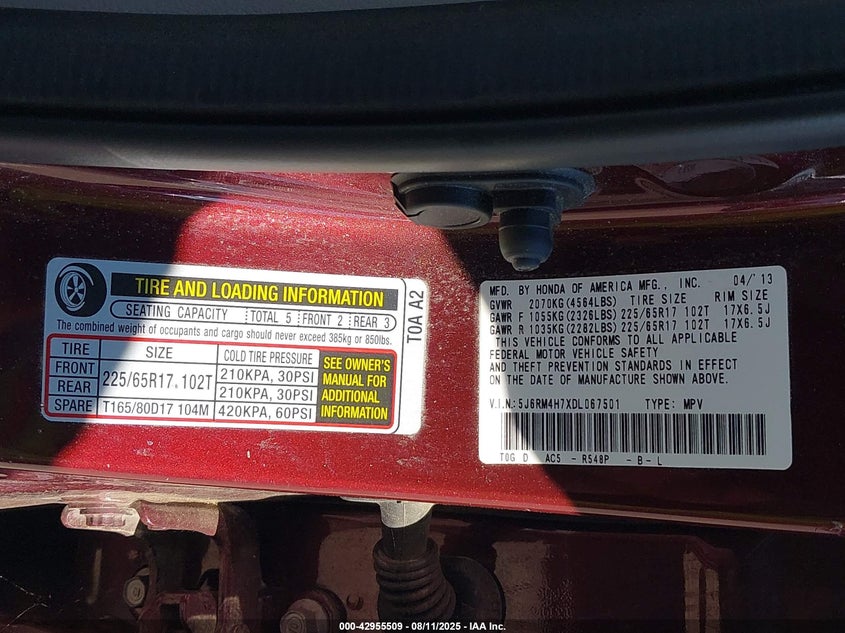 TIRE AND LOADING INFORMATION
SEATING CAPACITY TOTAL 5 FRONT 2 REAR 3
The combined weight of occupants and cargo should never exceed 385kg or 850lbs.
TIRE SIZE COLD TIRE PRESSURE
FRONT 225/65R17 102T 210KPA, 30PSI
REAR 210KPA, 30PSI
SPARE T165/80D17 104M 420KPA, 60PSI
SEE OWNER'S
MANUAL FOR
ADDITIONAL
INFORMATION
T0A A2
MFD. BY HONDA OF AMERICA MFG., INC. 04/'13
GVWR 2070KG(4564LBS) TIRE SIZE RIM SIZE
GAWR F 1055KG(2326LBS) 225/65R17 102T 17X6.5J
GAWR R 1035KG(2282LBS) 225/65R17 102T 17X6.5J
THIS VEHICLE CONFORMS TO ALL APPLICABLE
FEDERAL MOTOR VEHICLE SAFETY
AND THEFT PREVENTION STANDARDS IN EFFECT
ON THE DATE OF MANUFACTURE SHOWN ABOVE.
V.I.N.:5J6RM4H7XDL067501 TYPE: MPV
T0G D AC5 - R548P - B - L
000-42955509 - 08/11/2025 - IAA Inc.